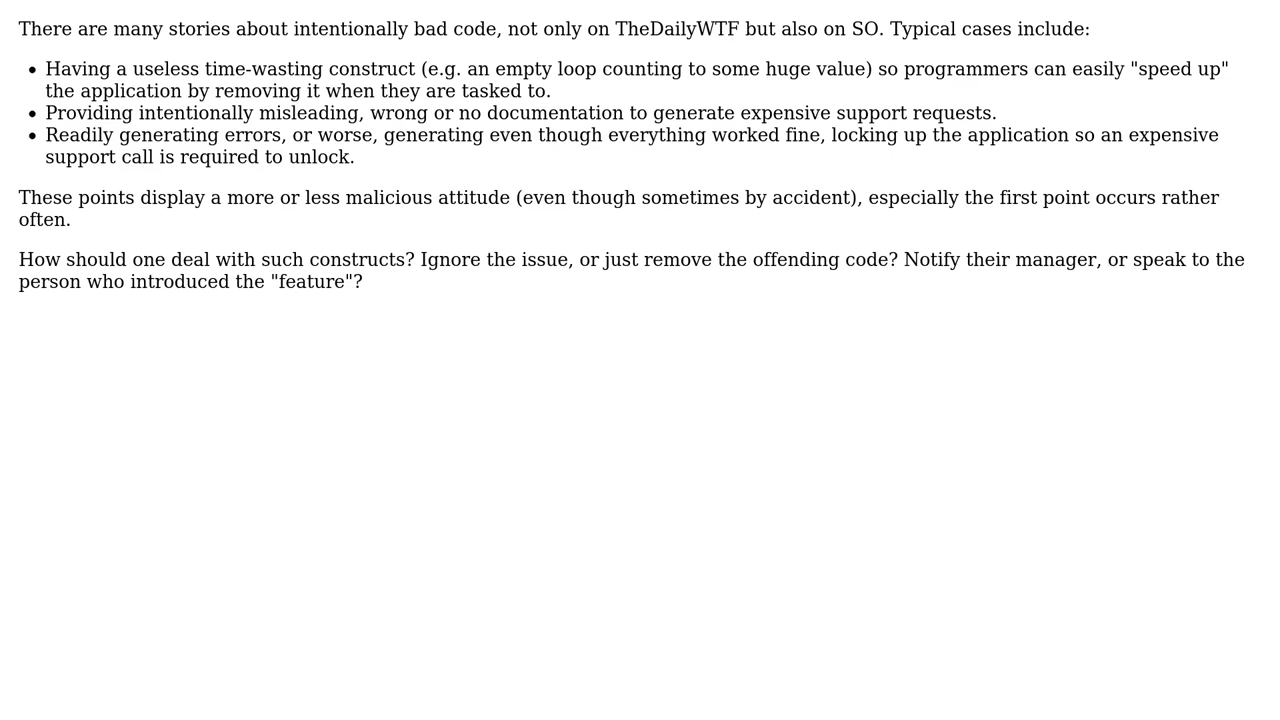 There are many stories about intentionally bad code, not only on TheDailyWTF but also on SO. Typical cases include:
• Having a useless time-wasting construct (e.g. an empty loop counting to some huge value) so programmers can easily "speed up"
the application by removing it when they are tasked to.
• Providing intentionally misleading, wrong or no documentation to generate expensive support requests.
• Readily generating errors, or worse, generating even though everything worked fine, locking up the application so an expensive
support call is required to unlock.
These points display a more or less malicious attitude (even though sometimes by accident), especially the first point occurs rather
often.
How should one deal with such constructs? Ignore the issue, or just remove the offending code? Notify their manager, or speak to the
person who introduced the "feature"?